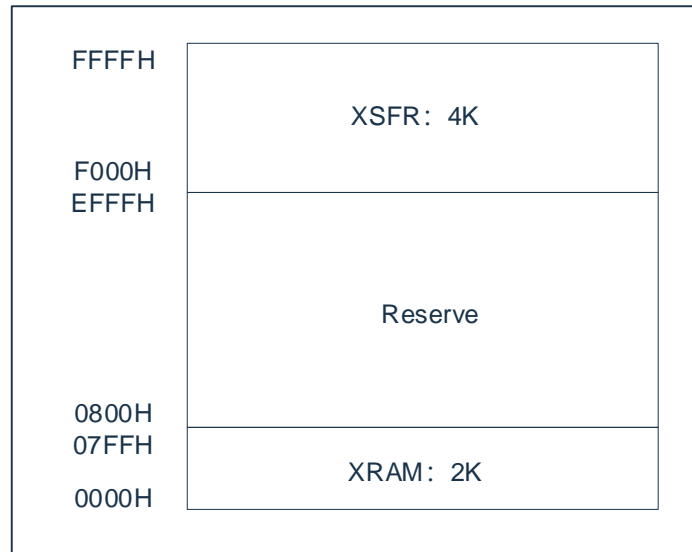 FFFFH
XSFR: 4K
F000H
EFFFH
Reserve
0800H
07FFH
XRAM: 2K
0000H